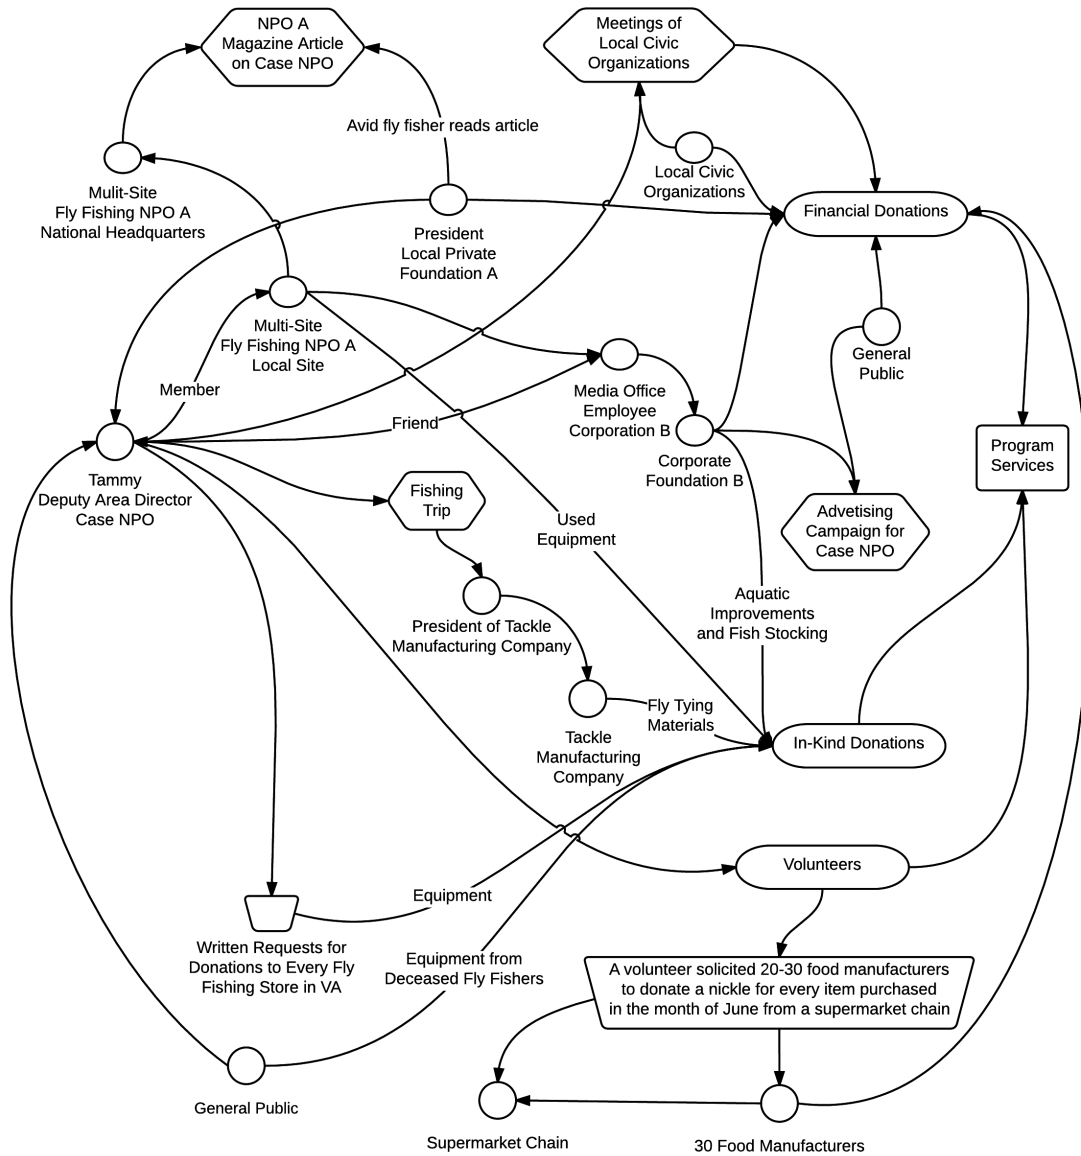 NPO A
Magazine Article
on Case NPO
Meetings of
Local Civic
Organizations
Avid fly fisher reads article
Local Civic
Organizations
Mulit-Site
Fly Fishing NPO A
National Headquarters
Financial Donations
President
Local Private
Foundation A
Multi-Site
Fly Fishing NPO A
Local Site
General
Public
Member
Media Office
Employee
Corporation B
Friend
Corporate
Foundation B
Program
Services
Tammy
Deputy Area Director
Case NPO
Fishing
Trip
Advetising
Campaign for
Case NPO
Used
Equipment
Aquatic
Improvements
and Fish Stocking
President of Tackle
Manufacturing Company
Fly Tying
Materials
Tackle
Manufacturing
Company
In-Kind Donations
Volunteers
Equipment
Written Requests for
Donations to Every Fly
Fishing Store in VA
Equipment from
Deceased Fly Fishers
A volunteer solicited 20-30 food manufacturers
to donate a nickle for every item purchased
in the month of June from a supermarket chain
General Public
Supermarket Chain
30 Food Manufacturers